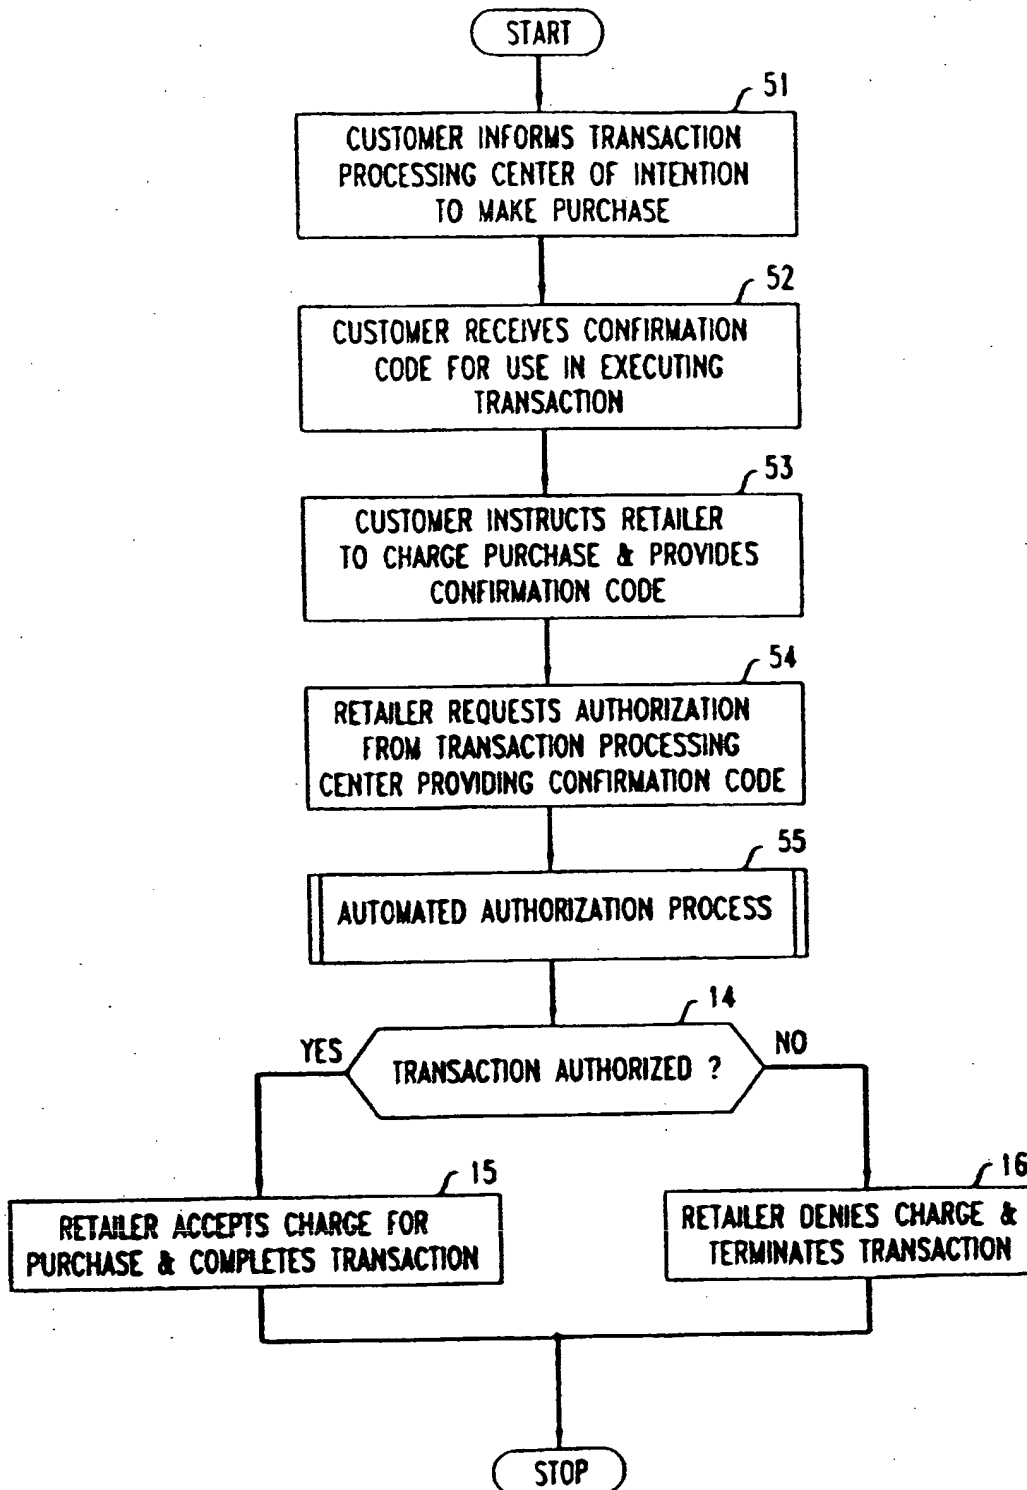 START
51
CUSTOMER INFORMS TRANSACTION
PROCESSING CENTER OF INTENTION
TO MAKE PURCHASE
52
CUSTOMER RECEIVES CONFIRMATION
CODE FOR USE IN EXECUTING
TRANSACTION
53
CUSTOMER INSTRUCTS RETAILER
TO CHARGE PURCHASE & PROVIDES
CONFIRMATION CODE
54
RETAILER REQUESTS AUTHORIZATION
FROM TRANSACTION PROCESSING
CENTER PROVIDING CONFIRMATION CODE
55
AUTOMATED AUTHORIZATION PROCESS
14
YES
TRANSACTION AUTHORIZED ?
NO
15
RETAILER ACCEPTS CHARGE FOR
PURCHASE & COMPLETES TRANSACTION
16
RETAILER DENIES CHARGE &
TERMINATES TRANSACTION
STOP